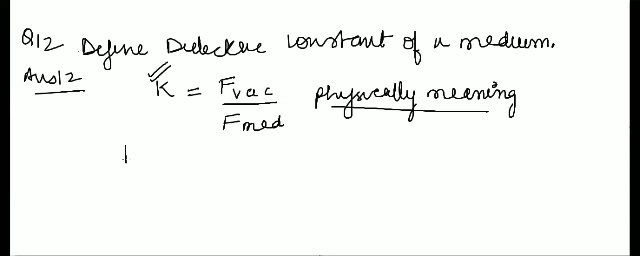 Q12 Define Dielectric constant of a medium.
Ans12 K = Fvac / Fmed physically meaning